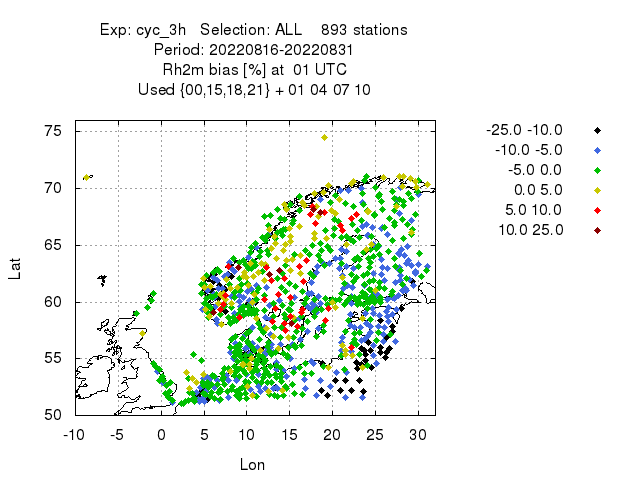 Exp: cyc_3h   Selection: ALL    893 stations
Period: 20220816-20220831
Rh2m bias [%] at  01 UTC
Used {00,15,18,21} + 01 04 07 10
-25.0 -10.0
-10.0 -5.0
-5.0 0.0
0.0 5.0
5.0 10.0
10.0 25.0
75
70
65
60
55
50
Lat
-10 -5 0 5 10 15 20 25 30
Lon